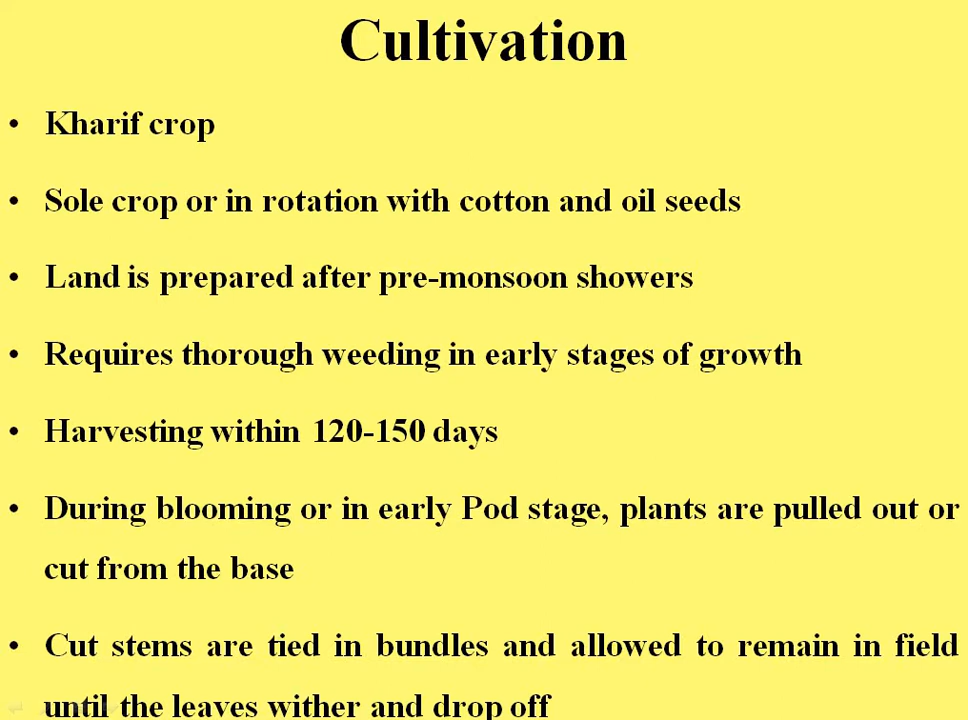 Cultivation
• Kharif crop
• Sole crop or in rotation with cotton and oil seeds
• Land is prepared after pre-monsoon showers
• Requires thorough weeding in early stages of growth
• Harvesting within 120-150 days
• During blooming or in early Pod stage, plants are pulled out or
cut from the base
• Cut stems are tied in bundles and allowed to remain in field
until the leaves wither and drop off